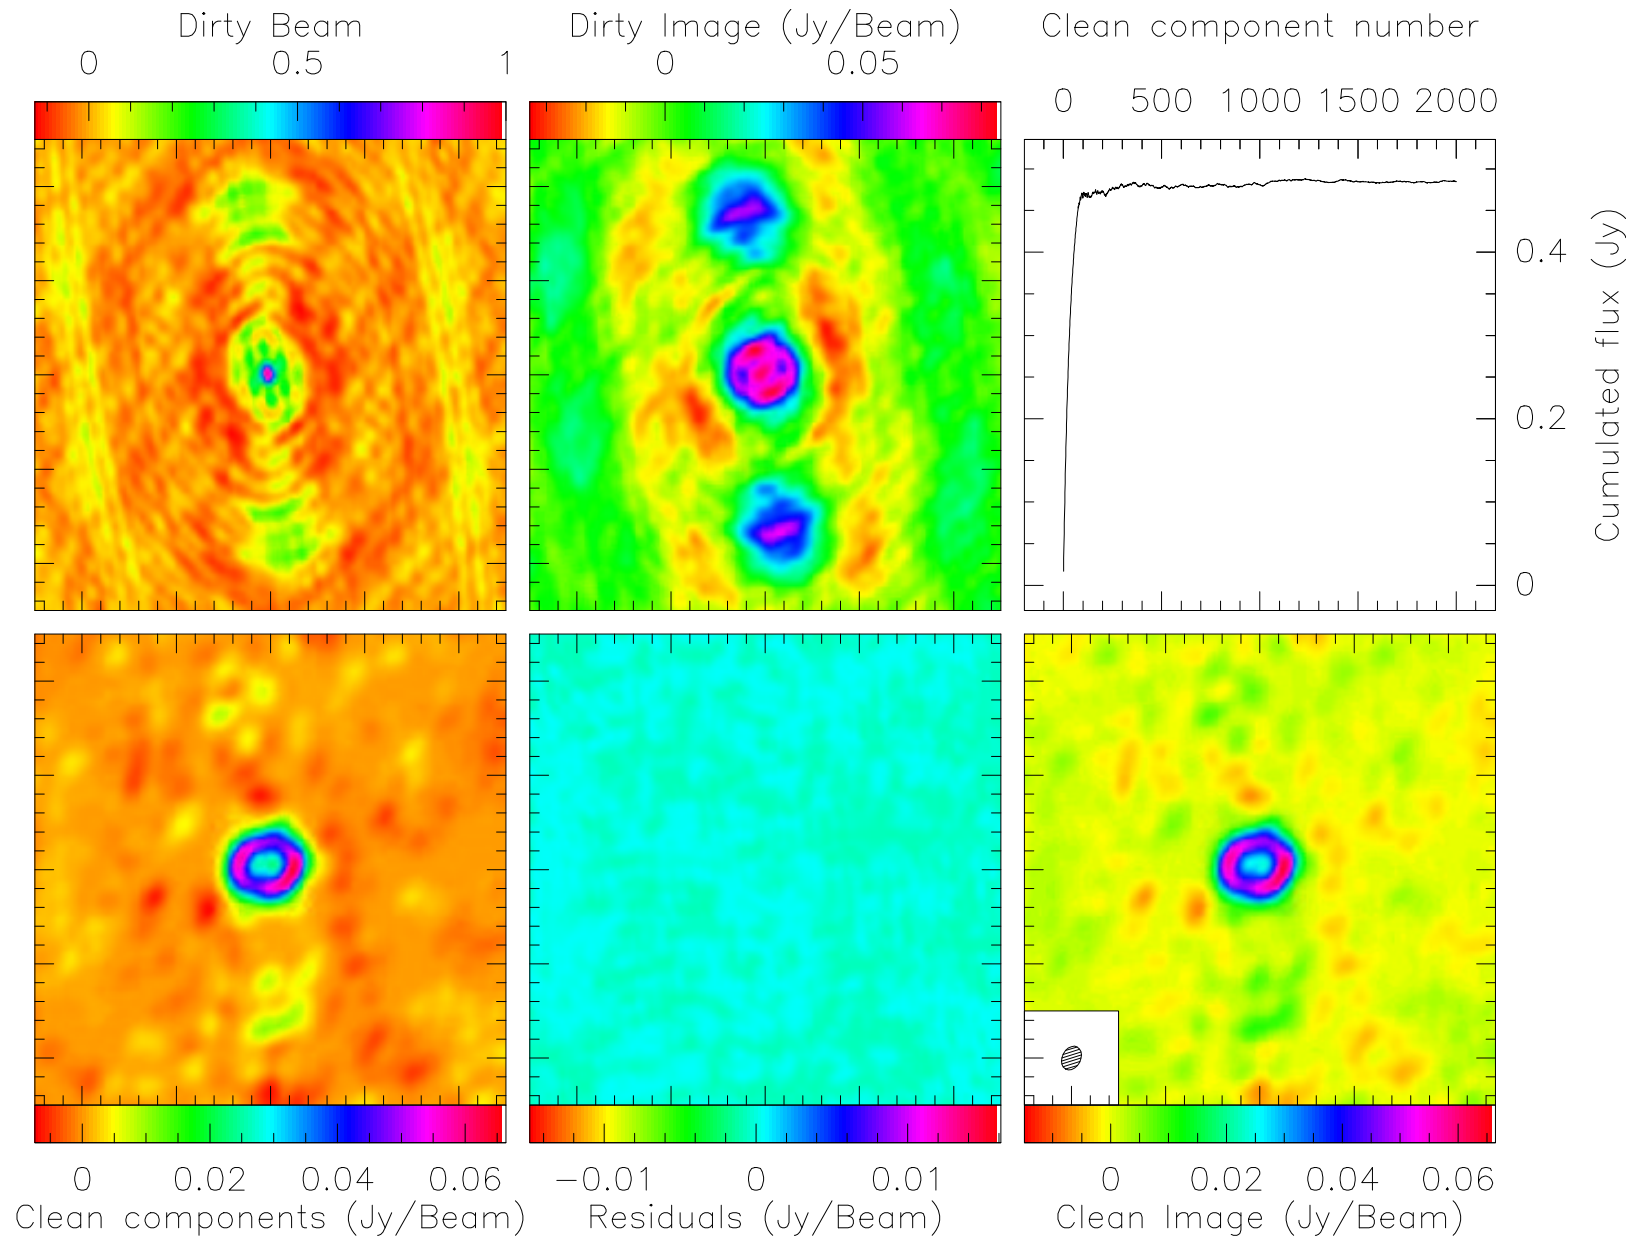 Dirty Beam
0 0.5 1
Dirty Image (Jy/Beam)
0 0.05
Clean component number
0 500 1000 1500 2000
0.4
0.2
0
Cumulated flux (Jy)
0 0.02 0.04 0.06
Clean components (Jy/Beam)
−0.01 0 0.01
Residuals (Jy/Beam)
0 0.02 0.04 0.06
Clean Image (Jy/Beam)